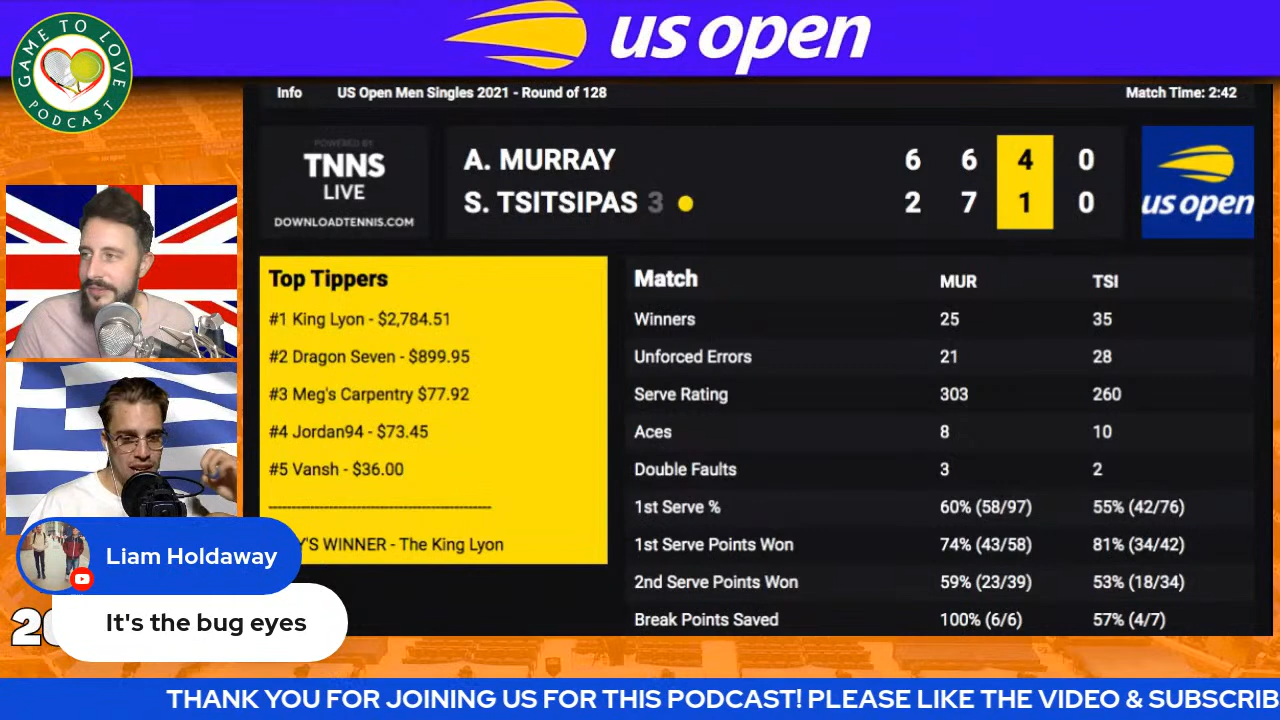 GAME TO LOVE
PODCAST
us open
Info US Open Men Singles 2021 - Round of 128 Match Time: 2:42
POWERED BY
TNNS
LIVE
DOWNLOADTENNIS.COM
A. MURRAY 6 6 4 0
S. TSITSIPAS 3 2 7 1 0
us open
Top Tippers
#1 King Lyon - $2,784.51
#2 Dragon Seven - $899.95
#3 Meg's Carpentry $77.92
#4 Jordan94 - $73.45
#5 Vansh - $36.00
Y'S WINNER - The King Lyon
Match MUR TSI
Winners 25 35
Unforced Errors 21 28
Serve Rating 303 260
Aces 8 10
Double Faults 3 2
1st Serve % 60% (58/97) 55% (42/76)
1st Serve Points Won 74% (43/58) 81% (34/42)
2nd Serve Points Won 59% (23/39) 53% (18/34)
Break Points Saved 100% (6/6) 57% (4/7)
Liam Holdaway
It's the bug eyes
THANK YOU FOR JOINING US FOR THIS PODCAST! PLEASE LIKE THE VIDEO & SUBSCRIB